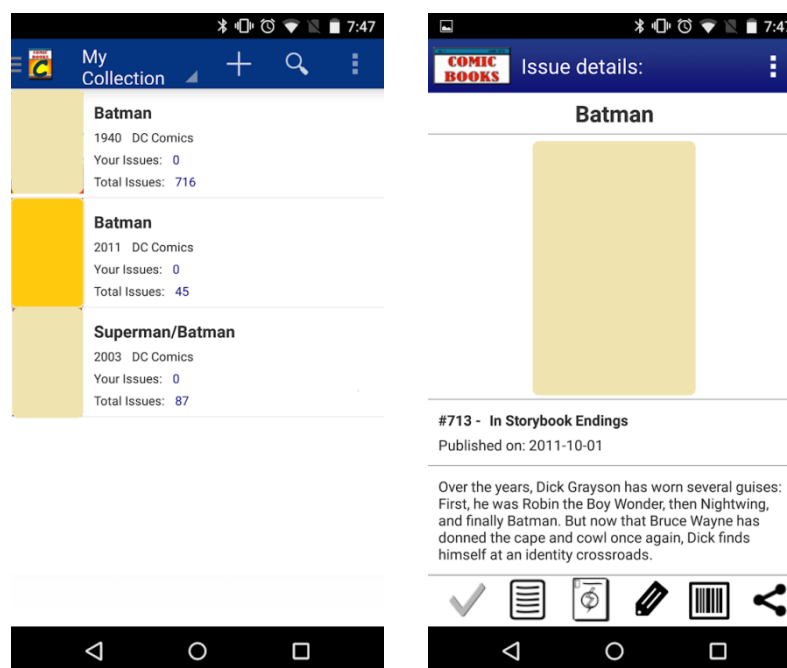 7:47
My
Collection
Batman
1940 DC Comics
Your Issues: 0
Total Issues: 716
Batman
2011 DC Comics
Your Issues: 0
Total Issues: 45
Superman/Batman
2003 DC Comics
Your Issues: 0
Total Issues: 87
7:47
COMIC
BOOKS
Issue details:
Batman
#713 - In Storybook Endings
Published on: 2011-10-01
Over the years, Dick Grayson has worn several guises:
First, he was Robin the Boy Wonder, then Nightwing,
and finally Batman. But now that Bruce Wayne has
donned the cape and cowl once again, Dick finds
himself at an identity crossroads.